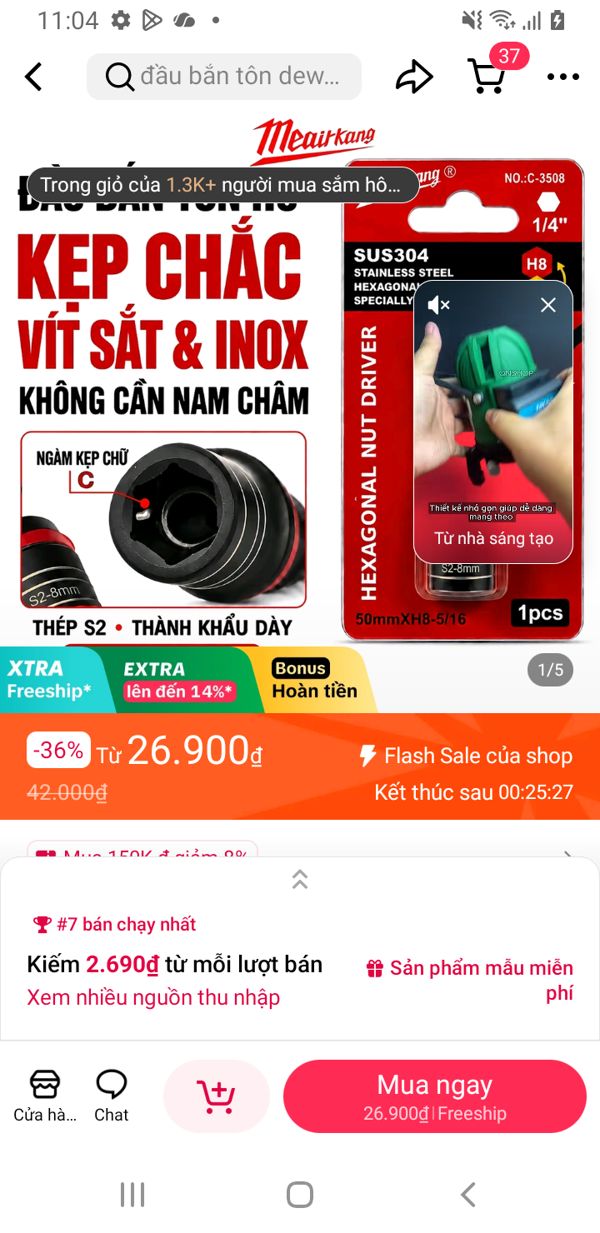 11:04
37
đầu bắn tôn dew...
Meairkang
Trong giỏ của 1.3K+ người mua sắm hô...
KẸP CHẮC
VÍT SẮT & INOX
KHÔNG CẦN NAM CHÂM
NGÀM KẸP CHỮ
C
S2-8mm
THÉP S2 • THÀNH KHẨU DÀY
ang ®
NO.:C-3508
1/4"
SUS304
STAINLESS STEEL
HEXAGONA
SPECIALLY
H8
HEXAGONAL NUT DRIVER
Thiết kế nhỏ gọn giúp dễ dàng
mang theo
Từ nhà sáng tạo
S2-8mm
50mmXH8-5/16
1pcs
XTRA
Freeship*
EXTRA
lên đến 14%*
Bonus
Hoàn tiền
1/5
-36% Từ 26.900₫
42.000₫
Flash Sale của shop
Kết thúc sau 00:25:27
Mua 150K ₫ giảm 8%
#7 bán chạy nhất
Kiếm 2.690₫ từ mỗi lượt bán
Xem nhiều nguồn thu nhập
Sản phẩm mẫu miễn
phí
Cửa hà...
Chat
Mua ngay
26.900₫ | Freeship